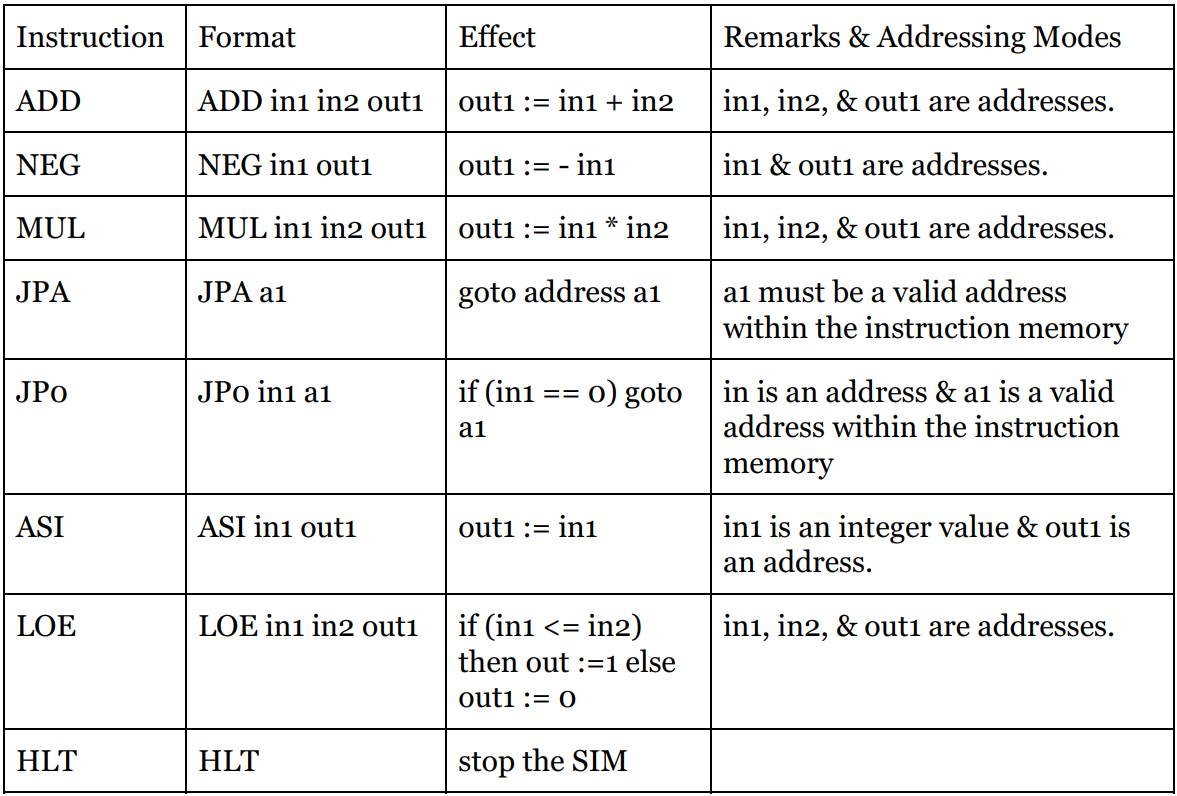 Instruction Format Effect Remarks & Addressing Modes
ADD ADD in1 in2 out1 out1 := in1 + in2 in1, in2, & out1 are addresses.
NEG NEG in1 out1 out1 := - in1 in1 & out1 are addresses.
MUL MUL in1 in2 out1 out1 := in1 * in2 in1, in2, & out1 are addresses.
JPA JPA a1 goto address a1 a1 must be a valid address
within the instruction memory
JP0 JP0 in1 a1 if (in1 == 0) goto
a1
in is an address & a1 is a valid
address within the instruction
memory
ASI ASI in1 out1 out1 := in1 in1 is an integer value & out1 is
an address.
LOE LOE in1 in2 out1 if (in1 <= in2)
then out :=1 else
out1 := 0
in1, in2, & out1 are addresses.
HLT HLT stop the SIM